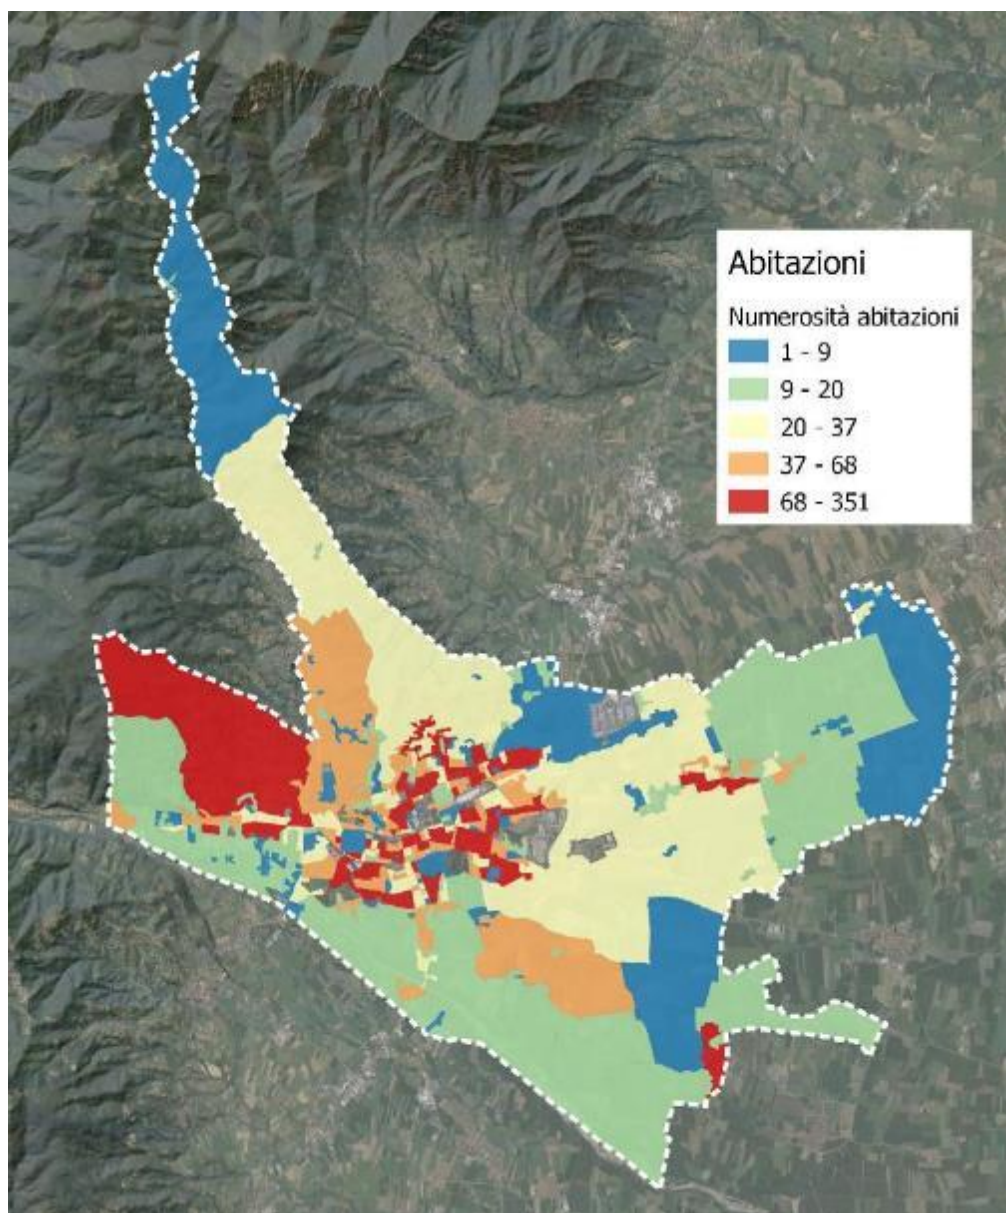 Abitazioni
Numerosità abitazioni
1 - 9
9 - 20
20 - 37
37 - 68
68 - 351